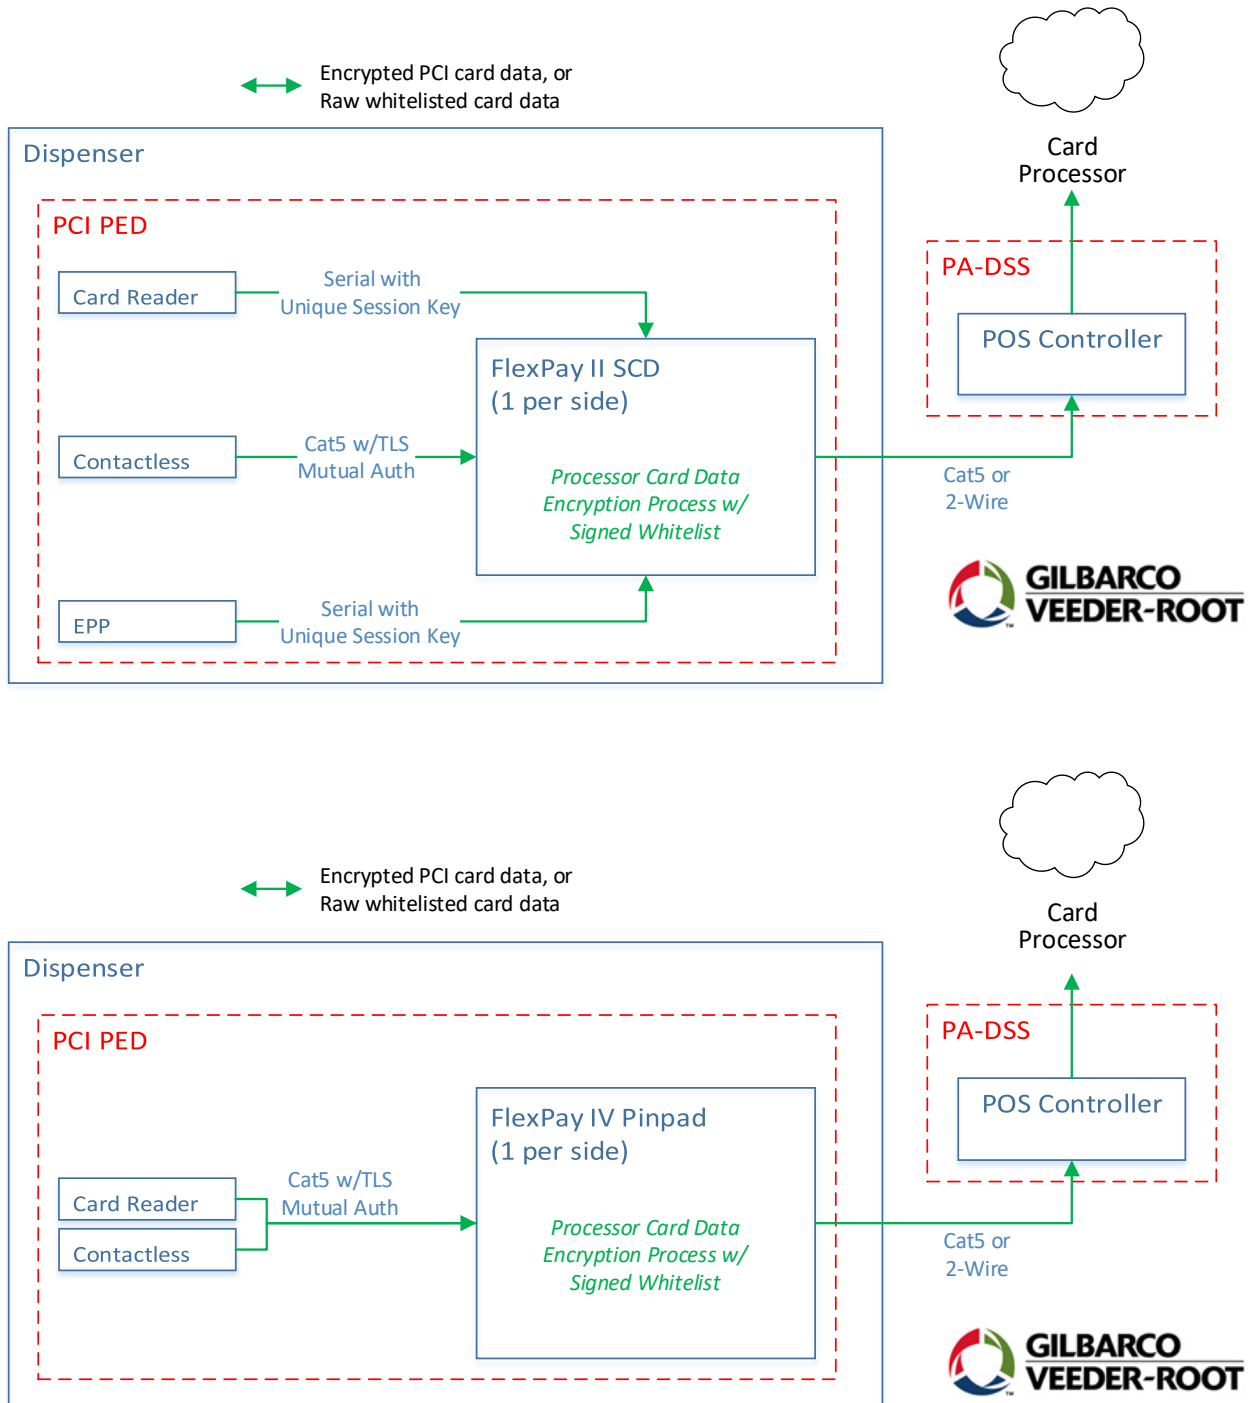 Encrypted PCI card data, or
Raw whitelisted card data
Card
Processor
Dispenser
PCI PED
PA-DSS
Card Reader
Serial with
Unique Session Key
POS Controller
FlexPay II SCD
(1 per side)
Contactless
Cat5 w/TLS
Mutual Auth
Processor Card Data
Encryption Process w/
Signed Whitelist
Cat5 or
2-Wire
EPP
Serial with
Unique Session Key
GILBARCO
VEEDER-ROOT
™
Encrypted PCI card data, or
Raw whitelisted card data
Card
Processor
Dispenser
PCI PED
PA-DSS
POS Controller
FlexPay IV Pinpad
(1 per side)
Card Reader
Contactless
Cat5 w/TLS
Mutual Auth
Processor Card Data
Encryption Process w/
Signed Whitelist
Cat5 or
2-Wire
GILBARCO
VEEDER-ROOT
™